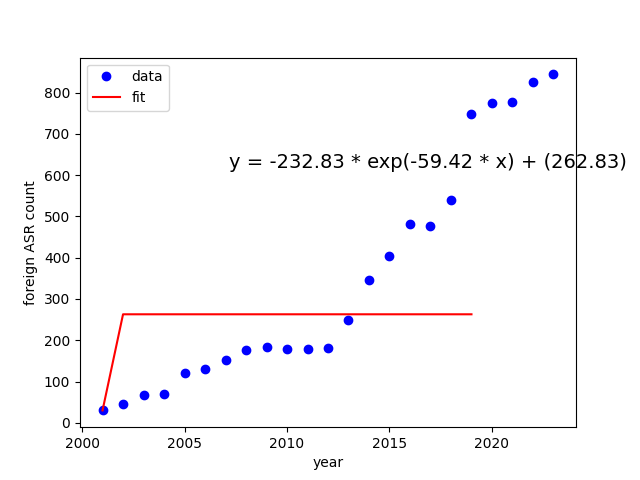 data
fit
y = -232.83 * exp(-59.42 * x) + (262.83)
foreign ASR count
800
700
600
500
400
300
200
100
0
2000 2005 2010 2015 2020
year